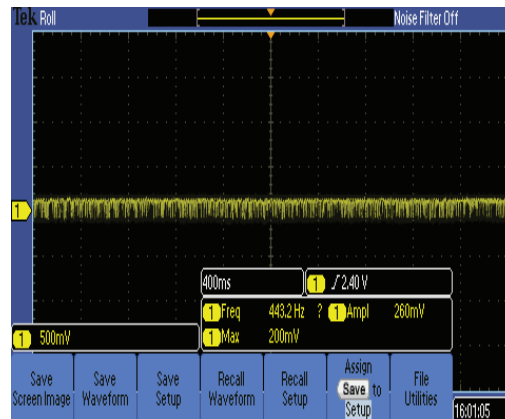 Tek Roll Noise Filter Off
1
400ms 1 2.40 V
1 Freq 443.2 Hz ? 1 Ampl 260mV
1 Max 200mV
1 500mV
Save Screen Image
Save Waveform
Save Setup
Recall Waveform
Recall Setup
Assign Save to Setup
File Utilities
16:01:05